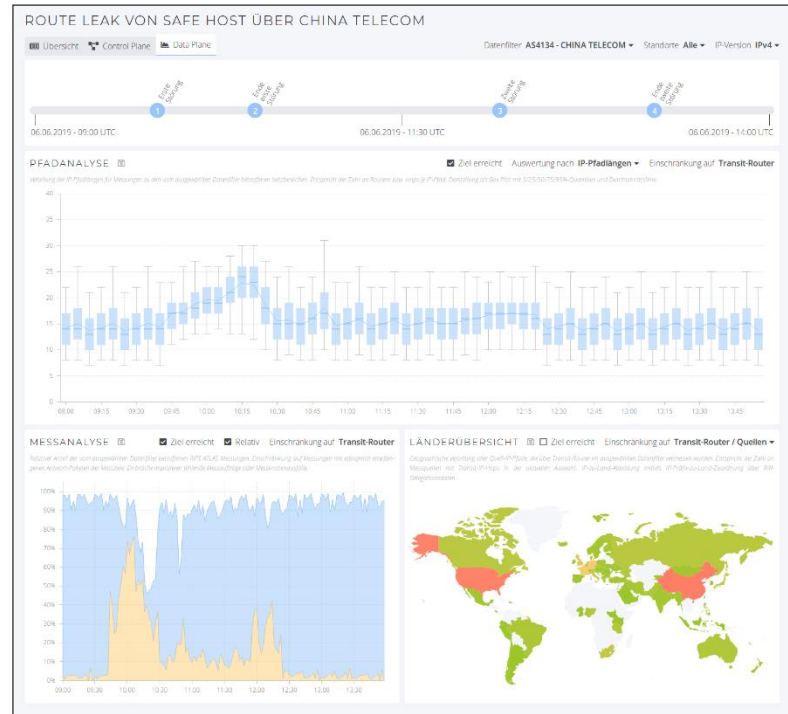 ROUTE LEAK VON SAFE HOST ÜBER CHINA TELECOM
Übersicht Control Plane Data Plane
Datenfilter AS4134 - CHINA TELECOM Standorte Alle IP-Version IPv4
Erste Störung
Ende erste Störung
Zweite Störung
Ende zweite Störung
1 2 3 4
06.06.2019 - 09:00 UTC 06.06.2019 - 11:30 UTC 06.06.2019 - 14:00 UTC
PFADANALYSE
Ziel erreicht Auswertung nach IP-Pfadlängen Einschränkung auf Transit-Router
40
25
30
25
20
15
10
5
0
09:00 09:15 09:30 09:45 10:00 10:15 10:30 10:45 11:00 11:15 11:30 11:45 12:00 12:15 12:30 12:45 13:00 13:15 13:30 13:45
MESSANALYSE
Ziel erreicht Relativ Einschränkung auf Transit-Router
100%
90%
80%
70%
60%
50%
40%
30%
20%
10%
0%
09:00 09:30 10:00 10:30 11:00 11:30 12:00 12:30 13:00 13:30
LÄNDERÜBERSICHT
Ziel erreicht Einschränkung auf Transit-Router / Quellen